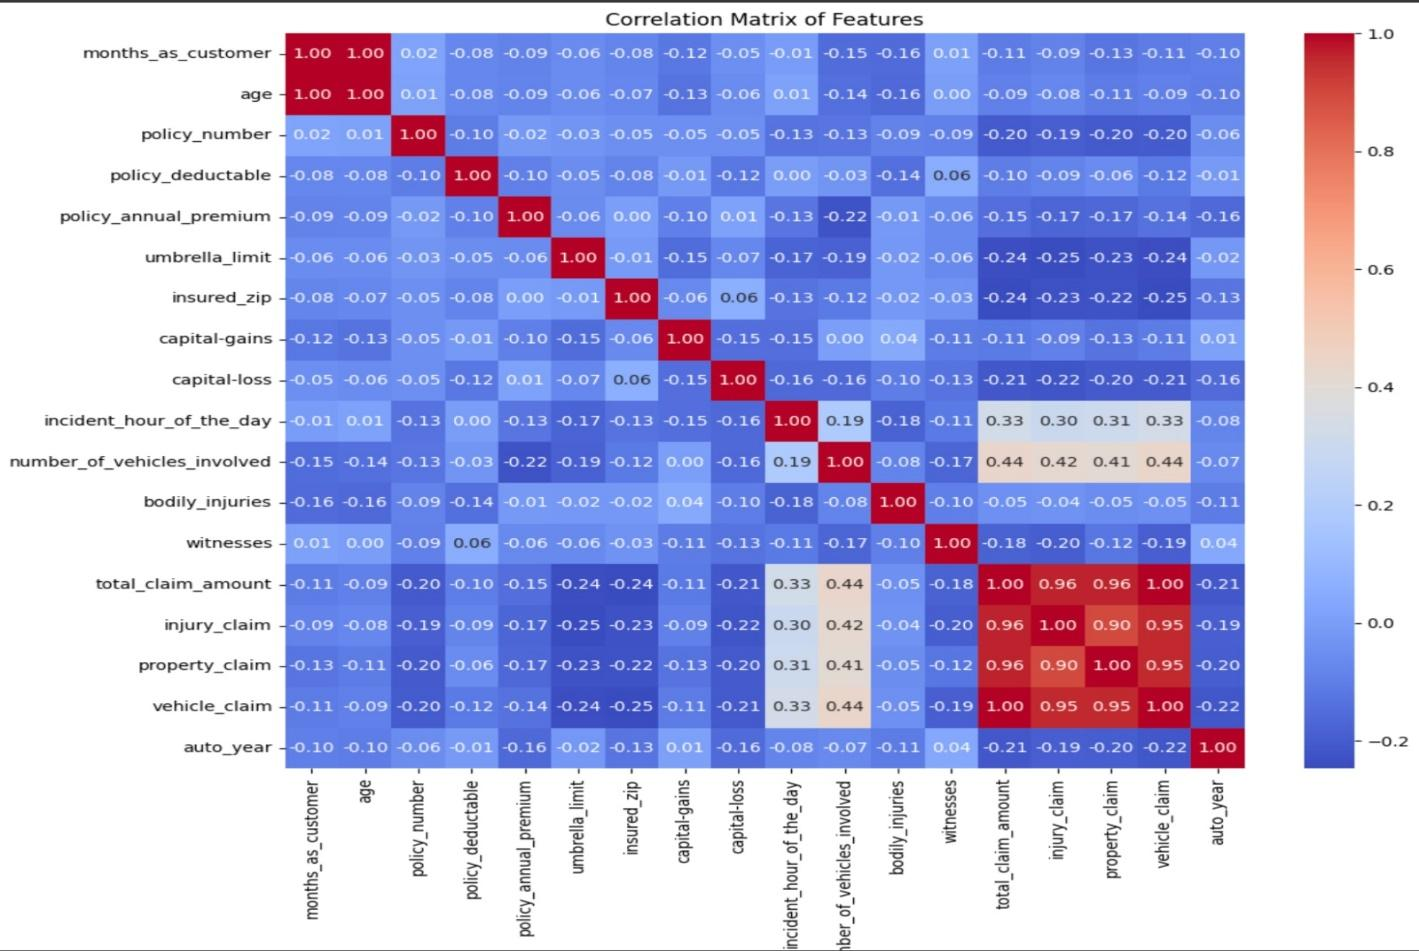 Correlation Matrix of Features
months_as_customer 1.00 1.00 0.02 -0.08 -0.09 -0.06 -0.08 -0.12 -0.05 -0.01 -0.15 -0.16 0.01 -0.11 -0.09 -0.13 -0.11 -0.10
age 1.00 1.00 0.01 -0.08 -0.09 -0.06 -0.07 -0.13 -0.06 0.01 -0.14 -0.16 0.00 -0.09 -0.08 -0.11 -0.09 -0.10
policy_number 0.02 0.01 1.00 -0.10 -0.02 -0.03 -0.05 -0.05 -0.05 -0.13 -0.13 -0.09 -0.09 -0.20 -0.19 -0.20 -0.20 -0.06
policy_deductable -0.08 -0.08 -0.10 1.00 -0.10 -0.05 -0.08 -0.01 -0.12 0.00 -0.03 -0.14 0.06 -0.10 -0.09 -0.06 -0.12 -0.01
policy_annual_premium -0.09 -0.09 -0.02 -0.10 1.00 -0.06 0.00 -0.10 0.01 -0.13 -0.22 -0.01 -0.06 -0.15 -0.17 -0.17 -0.14 -0.16
umbrella_limit -0.06 -0.06 -0.03 -0.05 -0.06 1.00 -0.01 -0.15 -0.07 -0.17 -0.19 -0.02 -0.06 -0.24 -0.25 -0.23 -0.24 -0.02
insured_zip -0.08 -0.07 -0.05 -0.08 0.00 -0.01 1.00 -0.06 0.06 -0.13 -0.12 -0.02 -0.03 -0.24 -0.23 -0.22 -0.25 -0.13
capital-gains -0.12 -0.13 -0.05 -0.01 -0.10 -0.15 -0.06 1.00 -0.15 -0.15 0.00 0.04 -0.11 -0.11 -0.09 -0.13 -0.11 0.01
capital-loss -0.05 -0.06 -0.05 -0.12 0.01 -0.07 0.06 -0.15 1.00 -0.16 -0.16 -0.10 -0.13 -0.21 -0.22 -0.20 -0.21 -0.16
incident_hour_of_the_day -0.01 0.01 -0.13 0.00 -0.13 -0.17 -0.13 -0.15 -0.16 1.00 0.19 -0.18 -0.11 0.33 0.30 0.31 0.33 -0.08
number_of_vehicles_involved -0.15 -0.14 -0.13 -0.03 -0.22 -0.19 -0.12 0.00 -0.16 0.19 1.00 -0.08 -0.17 0.44 0.42 0.41 0.44 -0.07
bodily_injuries -0.16 -0.16 -0.09 -0.14 -0.01 -0.02 -0.02 0.04 -0.10 -0.18 -0.08 1.00 -0.10 -0.05 -0.04 -0.05 -0.05 -0.11
witnesses 0.01 0.00 -0.09 0.06 -0.06 -0.06 -0.03 -0.11 -0.13 -0.11 -0.17 -0.10 1.00 -0.18 -0.20 -0.12 -0.19 0.04
total_claim_amount -0.11 -0.09 -0.20 -0.10 -0.15 -0.24 -0.24 -0.11 -0.21 0.33 0.44 -0.05 -0.18 1.00 0.96 0.96 1.00 -0.21
injury_claim -0.09 -0.08 -0.19 -0.09 -0.17 -0.25 -0.23 -0.09 -0.22 0.30 0.42 -0.04 -0.20 0.96 1.00 0.90 0.95 -0.19
property_claim -0.13 -0.11 -0.20 -0.06 -0.17 -0.23 -0.22 -0.13 -0.20 0.31 0.41 -0.05 -0.12 0.96 0.90 1.00 0.95 -0.20
vehicle_claim -0.11 -0.09 -0.20 -0.12 -0.14 -0.24 -0.25 -0.11 -0.21 0.33 0.44 -0.05 -0.19 1.00 0.95 0.95 1.00 -0.22
auto_year -0.10 -0.10 -0.06 -0.01 -0.16 -0.02 -0.13 0.01 -0.16 -0.08 -0.07 -0.11 0.04 -0.21 -0.19 -0.20 -0.22 1.00
months_as_customer
age
policy_number
policy_deductable
policy_annual_premium
umbrella_limit
insured_zip
capital-gains
capital-loss
incident_hour_of_the_day
ber_of_vehicles_involved
bodily_injuries
witnesses
total_claim_amount
injury_claim
property_claim
vehicle_claim
auto_year
1.0
0.8
0.6
0.4
0.2
0.0
-0.2